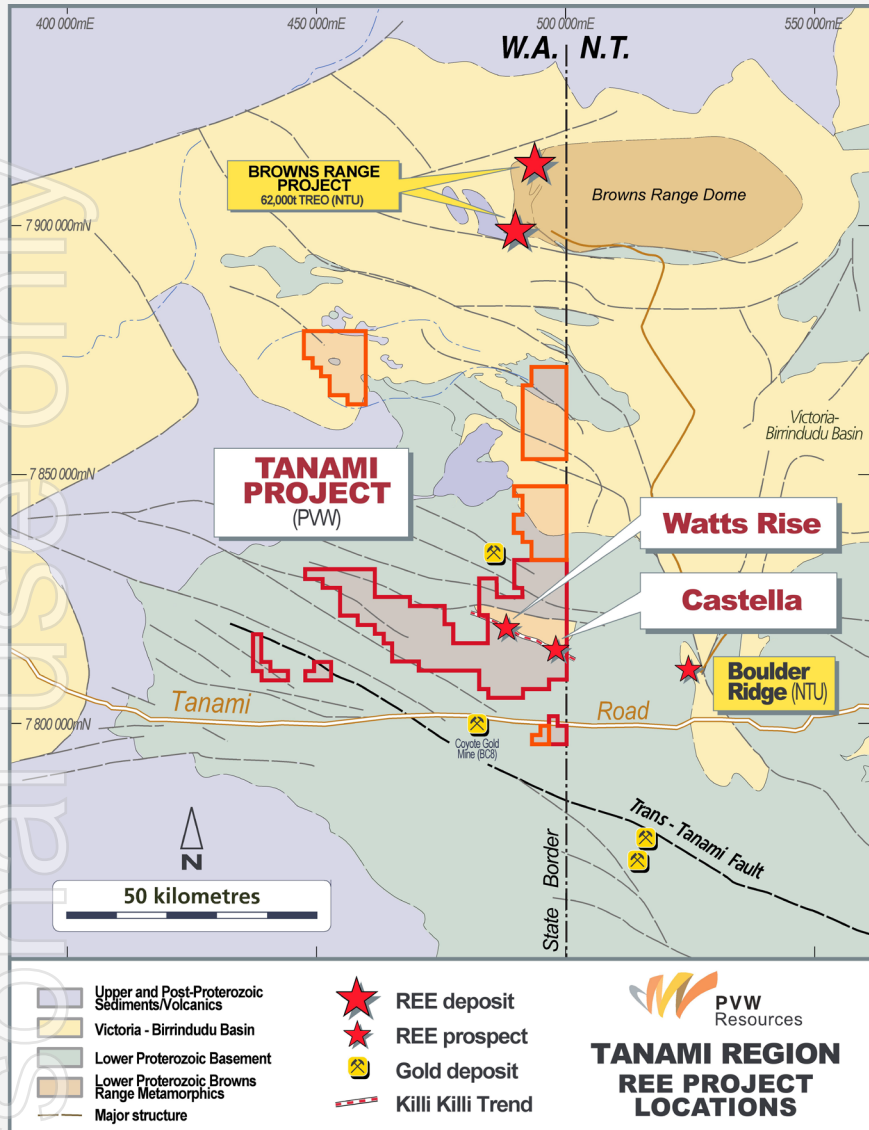 400 000mE
450 000mE
500 000mE
550 000mE
W.A.
N.T.
BROWNS RANGE
PROJECT
62,000t TREO (NTU)
Browns Range Dome
7 900 000mN
Victoria-
Birrindudu Basin
7 850 000mN
TANAMI
PROJECT
(PVW)
Watts Rise
Castella
Boulder
Ridge (NTU)
Tanami
Road
7 800 000mN
Coyote Gold
Mine (BC8)
Trans-Tanami Fault
N
50 kilometres
State Border
sonal use only
Upper and Post-Proterozoic
Sediments/Volcanics
Victoria - Birrindudu Basin
Lower Proterozoic Basement
Lower Proterozoic Browns
Range Metamorphics
Major structure
REE deposit
REE prospect
Gold deposit
Killi Killi Trend
PVW
Resources
TANAMI REGION
REE PROJECT
LOCATIONS